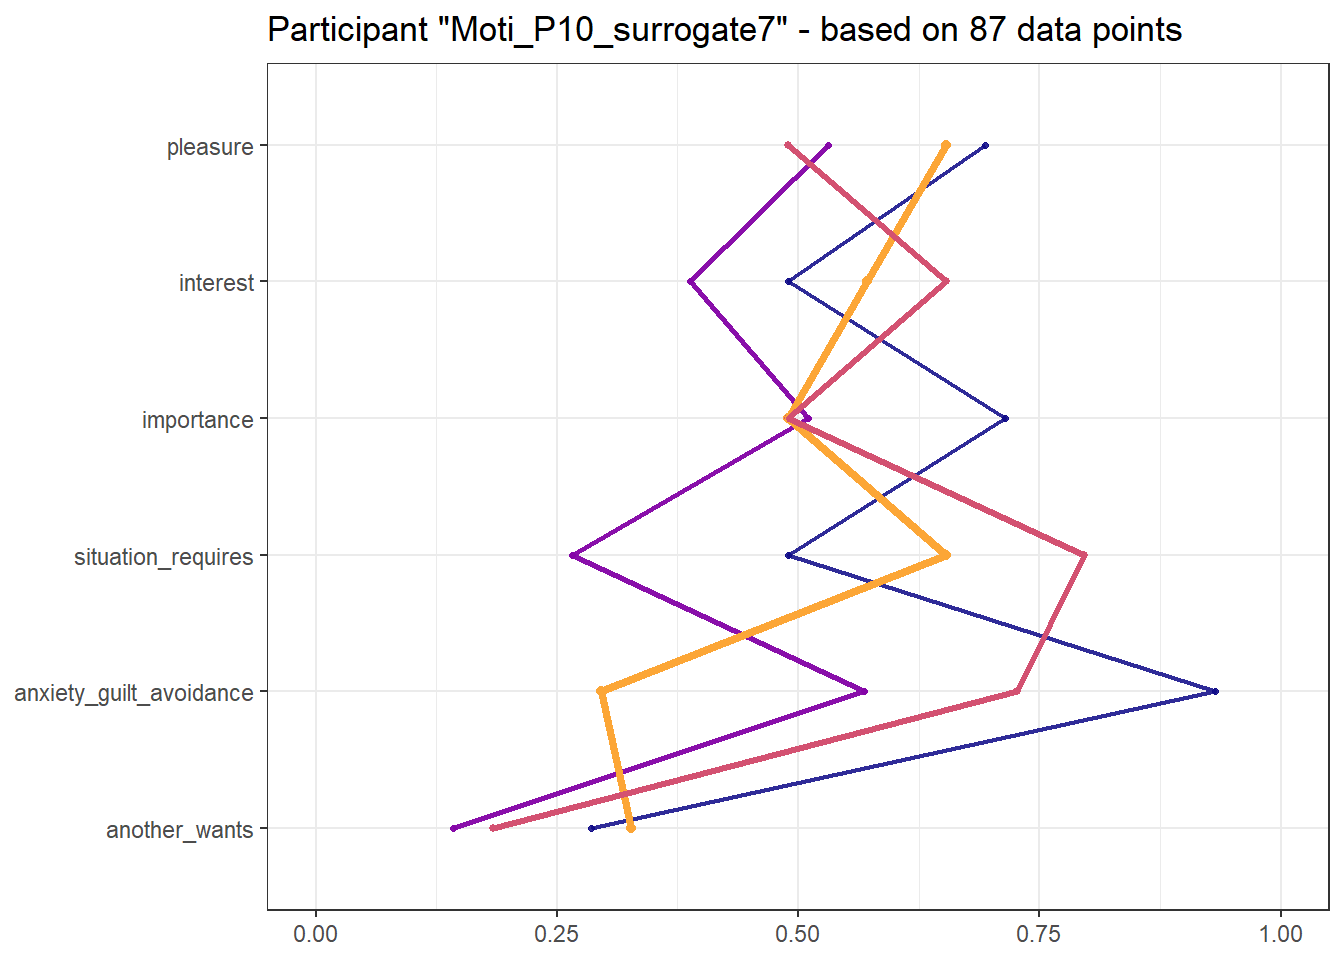 Participant "Moti_P10_surrogate7" - based on 87 data points
pleasure
interest
importance
situation_requires
anxiety_guilt_avoidance
another_wants
0.00 0.25 0.50 0.75 1.00